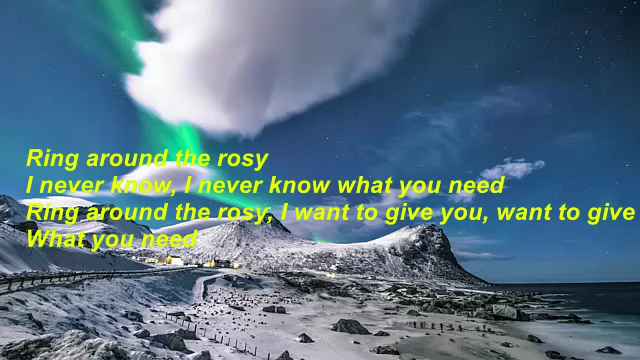 Ring around the rosy
I never know, I never know what you need
Ring around the rosy, I want to give you, want to give
What you need